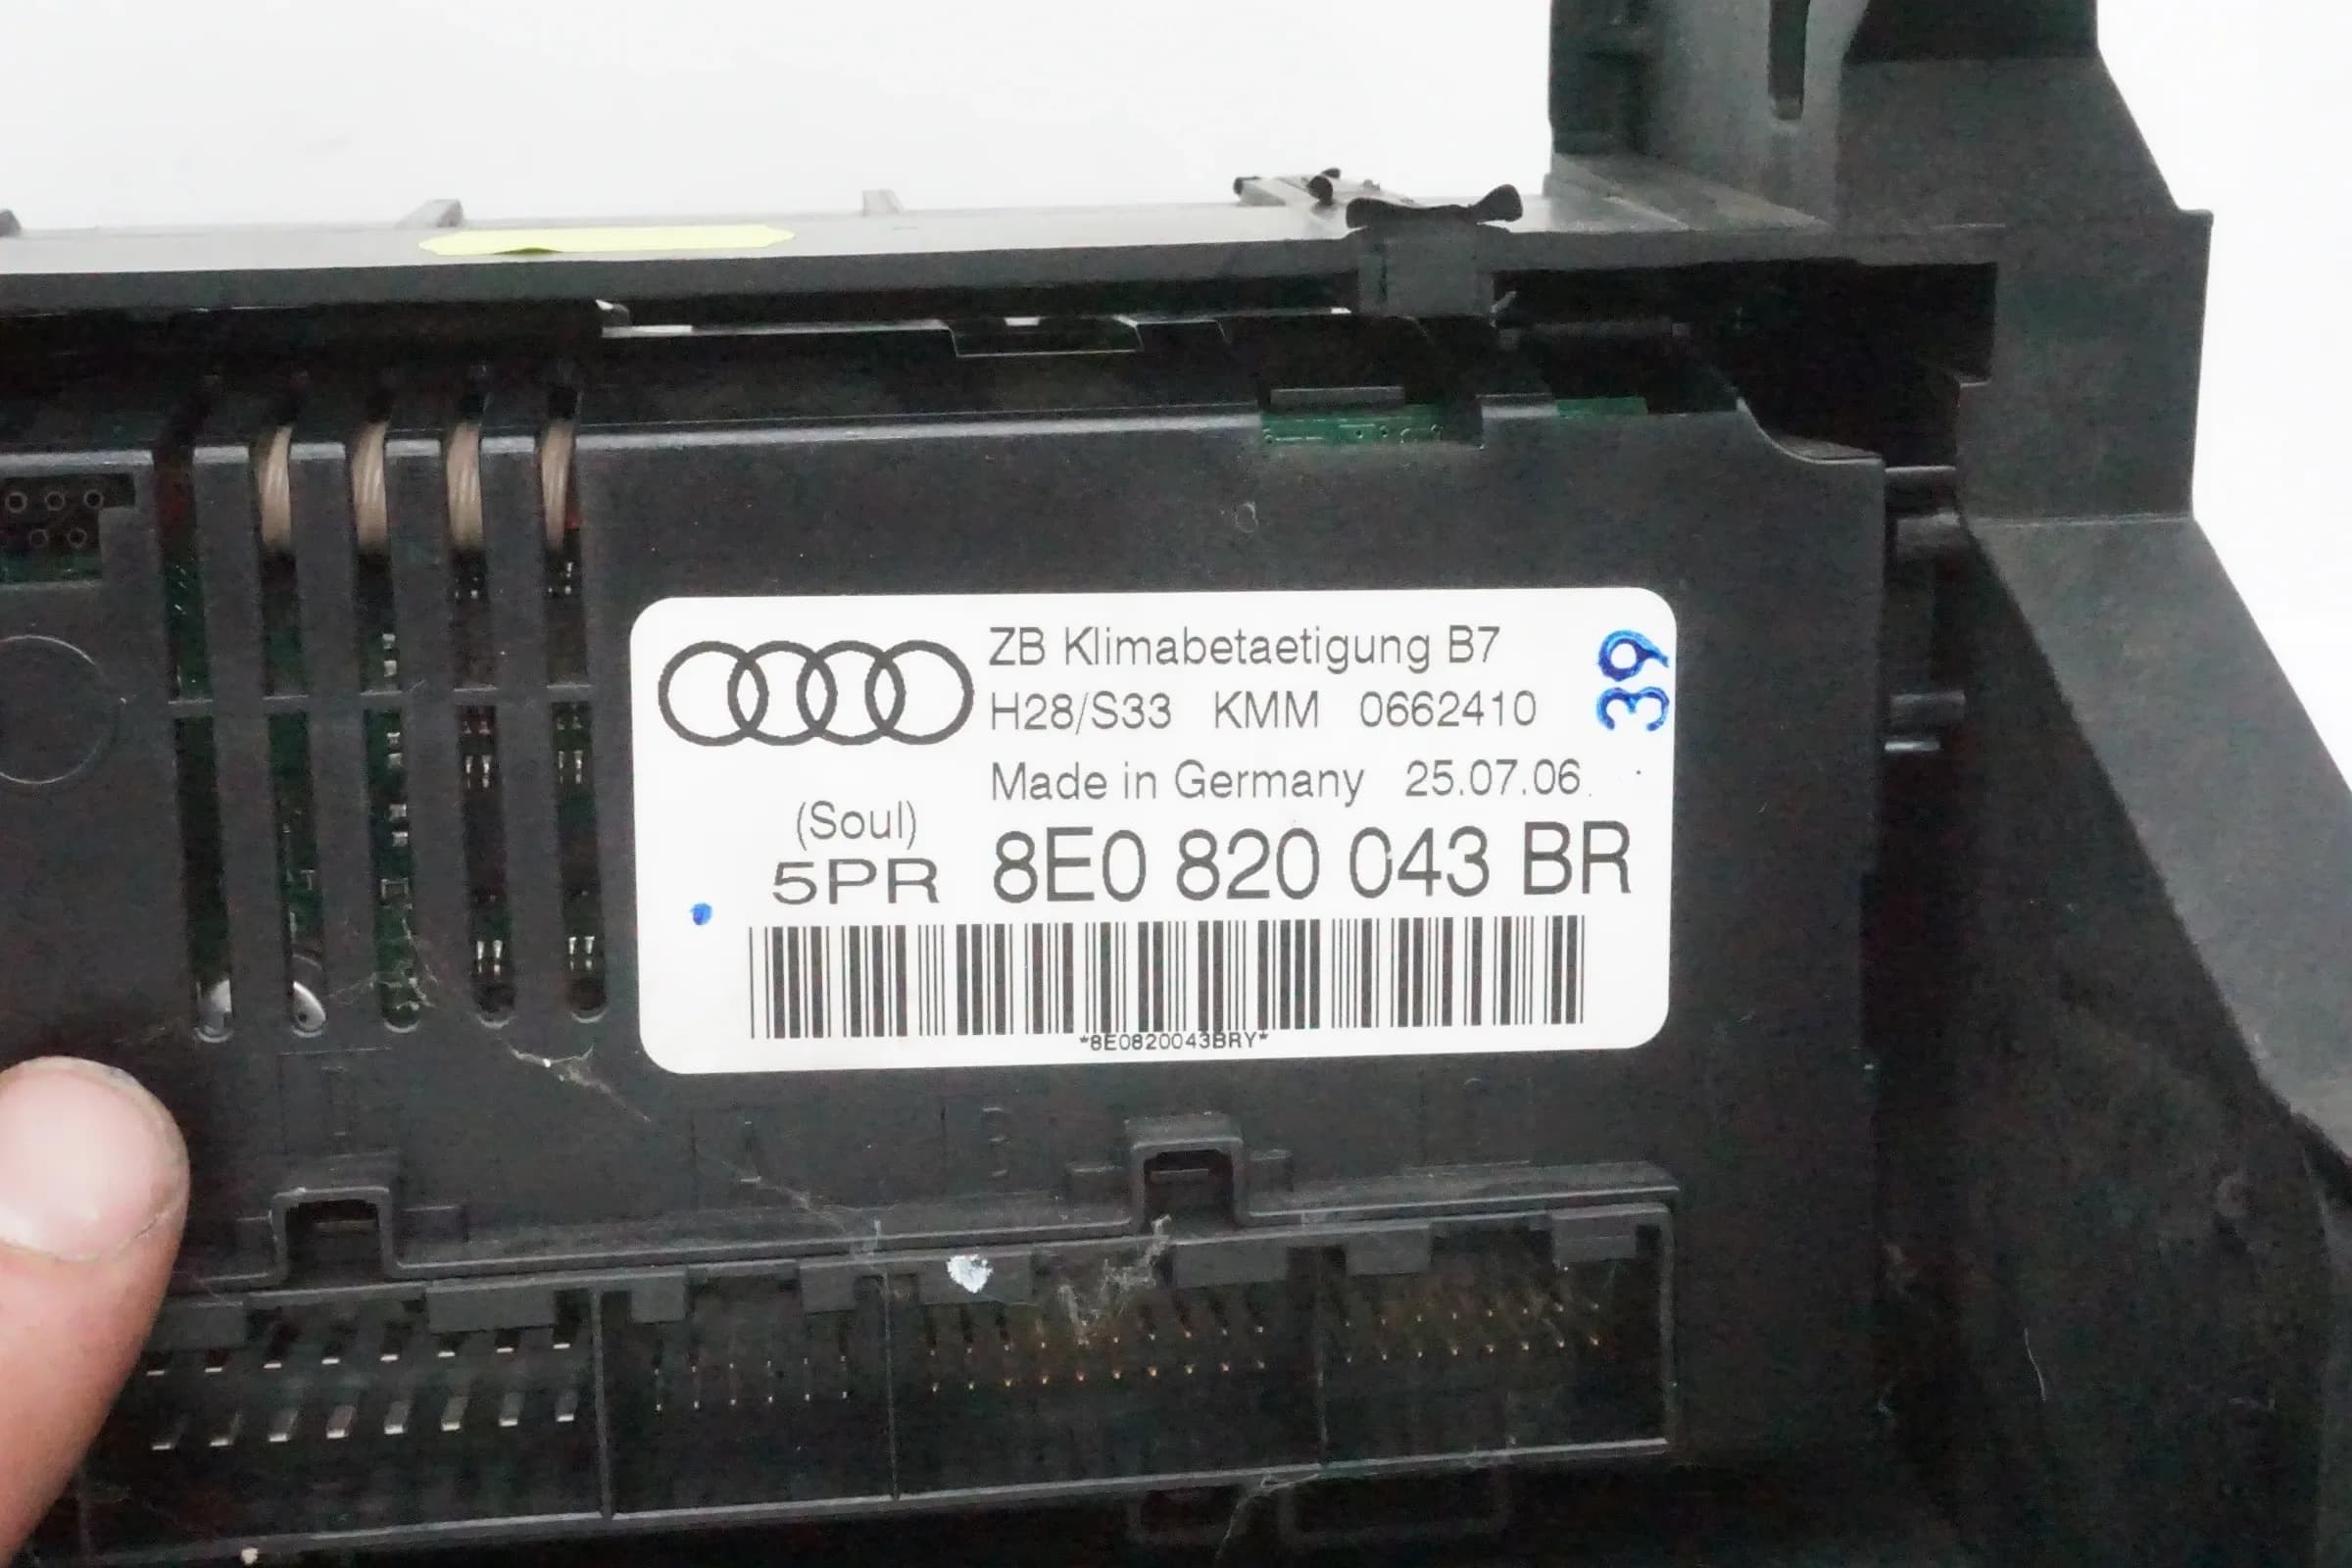 ZB Klimabetaetigung B7
H28/S33 KMM 0662410
39
Made in Germany 25.07.06
(Soul)
5PR 8E0 820 043 BR
*8E0820043BRY*